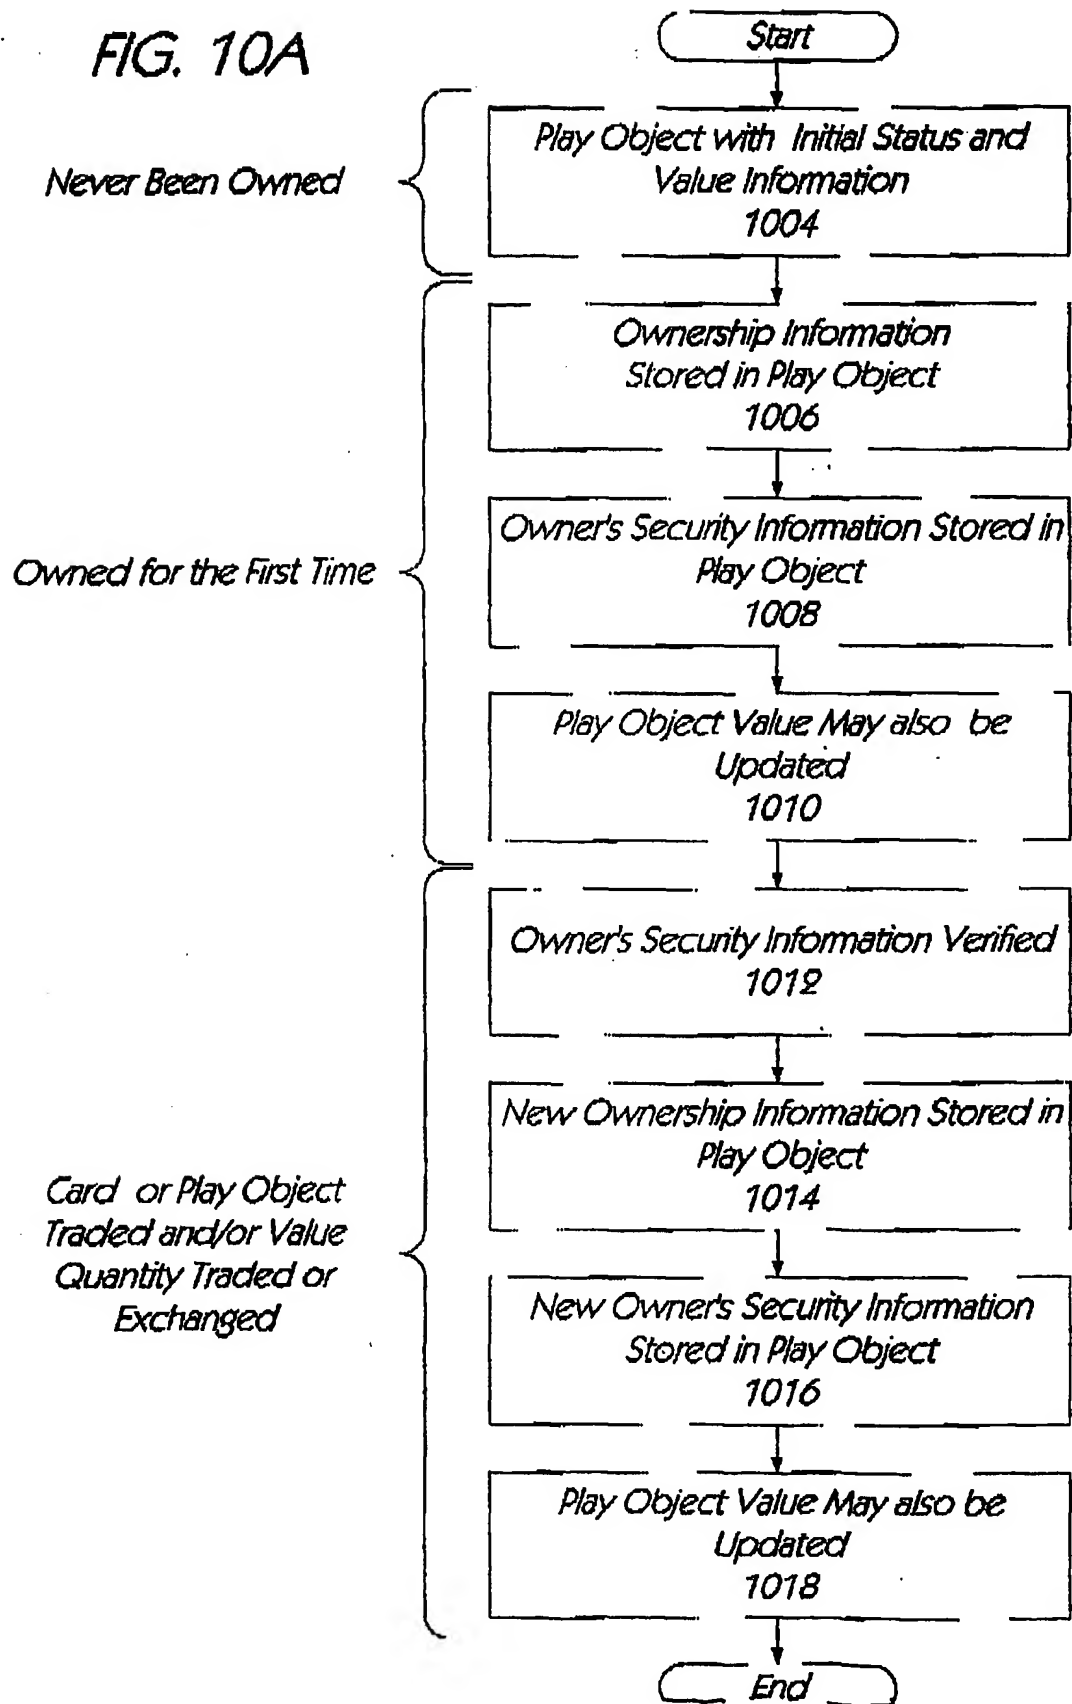 FIG. 10A
Start
Never Been Owned
Play Object with Initial Status and
Value Information
1004
Ownership Information
Stored in Play Object
1006
Owned for the First Time
Owner's Security Information Stored in
Play Object
1008
Play Object Value May also be
Updated
1010
Owner's Security Information Verified
1012
Card or Play Object
Traded and/or Value
Quantity Traded or
Exchanged
New Ownership Information Stored in
Play Object
1014
New Owner's Security Information
Stored in Play Object
1016
Play Object Value May also be
Updated
1018
End